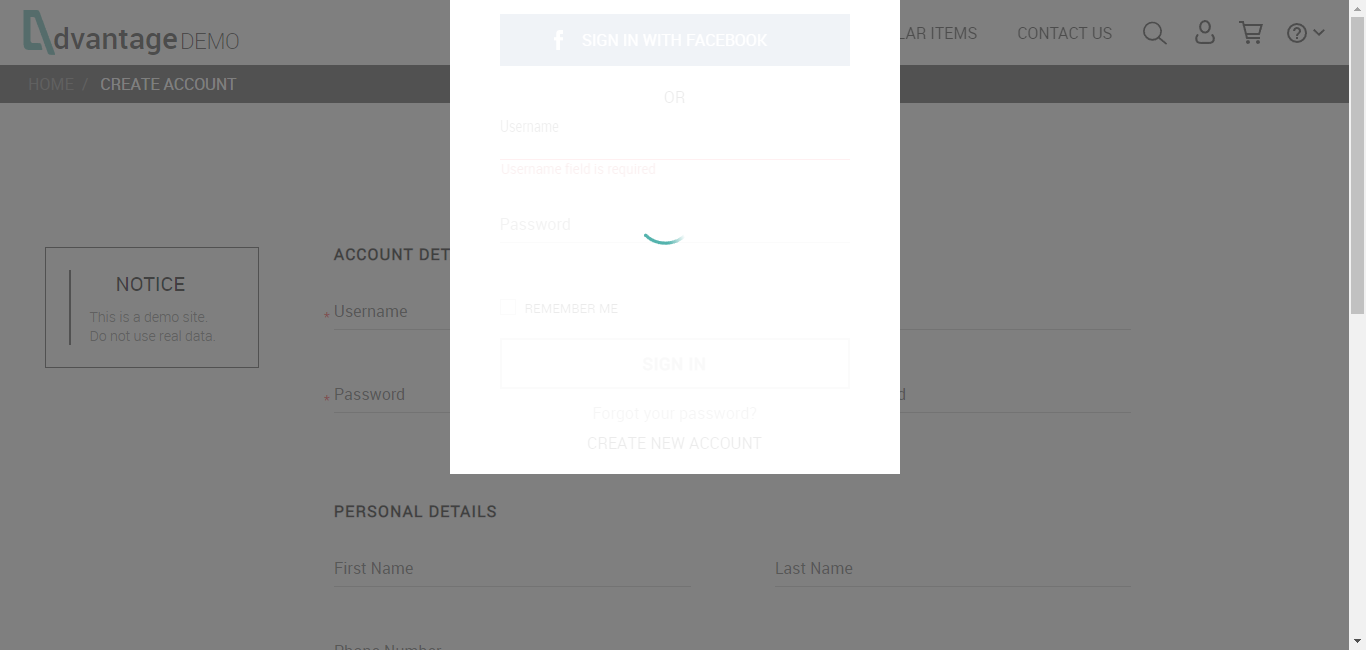 dvantage DEMO
LAR ITEMS
CONTACT US
HOME / CREATE ACCOUNT
SIGN IN WITH FACEBOOK
OR
Username
Username field is required
Password
REMEMBER ME
SIGN IN
Forgot your password?
CREATE NEW ACCOUNT
NOTICE
This is a demo site.
Do not use real data.
ACCOUNT DET
Username
Password
d
PERSONAL DETAILS
First Name
Last Name
Phone Number